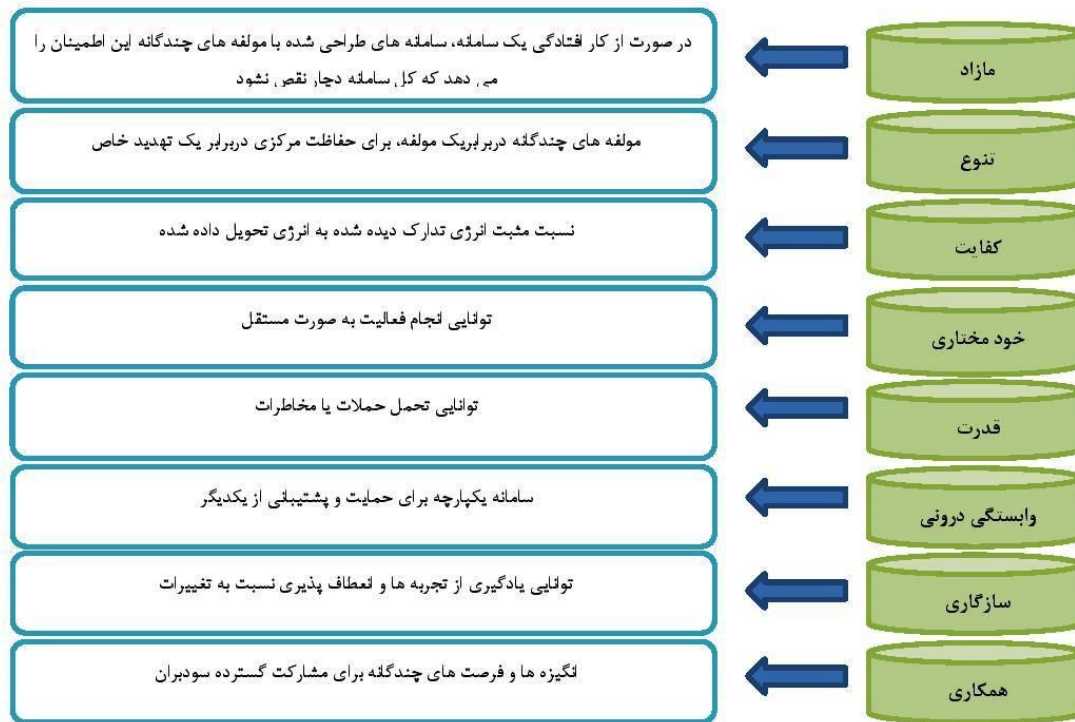 مازاد
در صورت از کار افتادگی یک سامانه، سامانه های طراحی شده با مولفه های چندگانه این اطمینان را
می دهد که کل سامانه دچار نقص نشود
تنوع
مولفه های چندگانه دربرابریک مولفه، برای حفاظت مرکزی دربرابر یک تهدید خاص
کفایت
نسبت مثبت انرژی تدارک دیده شده به انرژی تحویل داده شده
خود مختاری
توانایی انجام فعالیت به صورت مستقل
قدرت
توانایی تحمل حملات یا مخاطرات
وابستگی درونی
سامانه یکپارچه برای حمایت و پشتیبانی از یکدیگر
سازگاری
توانایی یادگیری از تجربه ها و انعطاف پذیری نسبت به تغییرات
همکاری
انگیزه ها و فرصت های چندگانه برای مشارکت گسترده سودبران